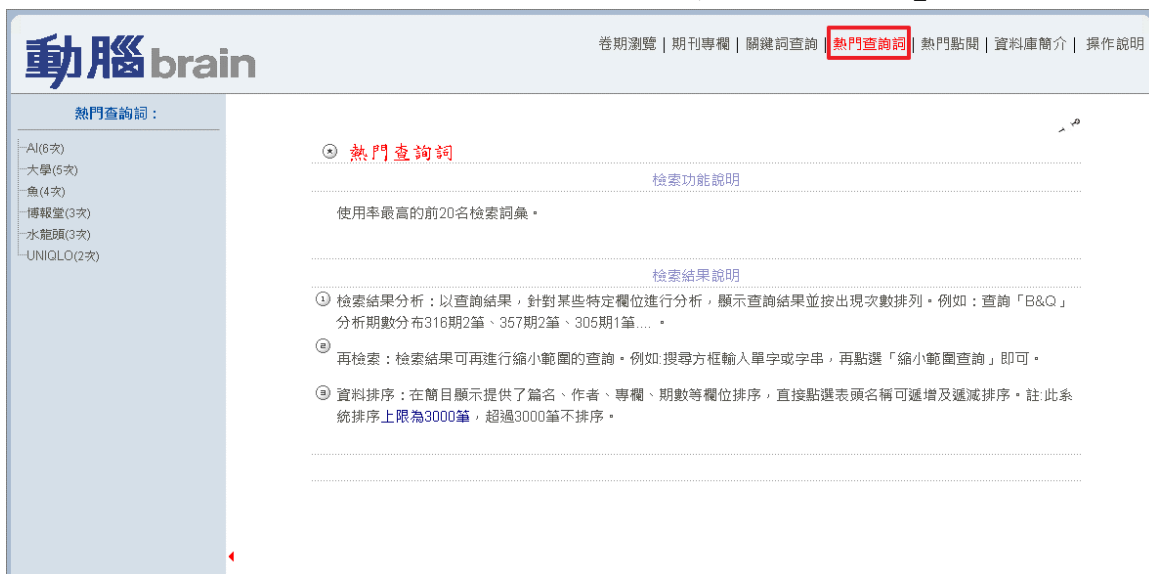 動腦brain
卷期瀏覽 | 期刊專欄 | 關鍵詞查詢 | 熱門查詢詞 | 熱門點閱 | 資料庫簡介 | 操作說明
熱門查詢詞：
AI(6次)
大學(5次)
魚(4次)
博報堂(3次)
水龍頭(3次)
UNIQLO(2次)
熱門查詢詞
檢索功能說明
使用率最高的前20名檢索詞彙。
檢索結果說明
1 檢索結果分析：以查詢結果，針對某些特定欄位進行分析，顯示查詢結果並按出現次數排列。例如：查詢「B&Q」
分析期數分布316期2筆、357期2筆、305期1筆.... 。
2 再檢索：檢索結果可再進行縮小範圍的查詢。例如:搜尋方框輸入單字或字串，再點選「縮小範圍查詢」即可。
3 資料排序：在簡目顯示提供了篇名、作者、專欄、期數等欄位排序，直接點選表頭名稱可遞增及遞減排序。註:此系
統排序上限為3000筆，超過3000筆不排序。